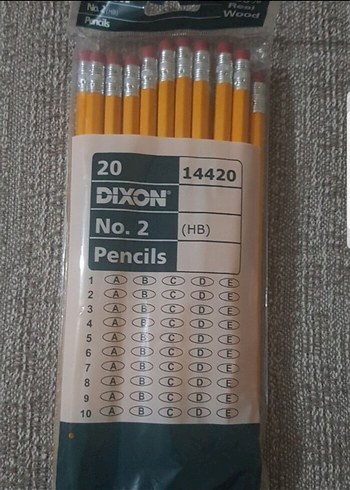 No. 2
Pencils
Real
Wood
20
14420
DIXON®
No. 2 (HB)
Pencils
1 A B C D E
2 A B C D E
3 A B C D E
4 A B C D E
5 A B C D E
6 A B C D E
7 A B C D E
8 A B C D E
9 A B C D E
10 A B C D E